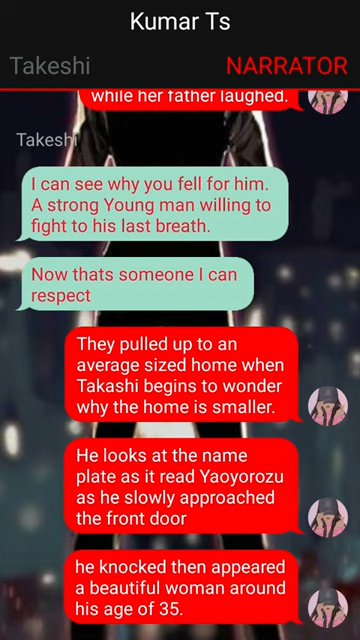 Kumar Ts
Takeshi
NARRATOR
while her father laughed.
Takeshi
I can see why you fell for him.
A strong Young man willing to
fight to his last breath.
Now thats someone I can
respect
They pulled up to an
average sized home when
Takashi begins to wonder
why the home is smaller.
He looks at the name
plate as it read Yaoyorozu
as he slowly approached
the front door
he knocked then appeared
a beautiful woman around
his age of 35.